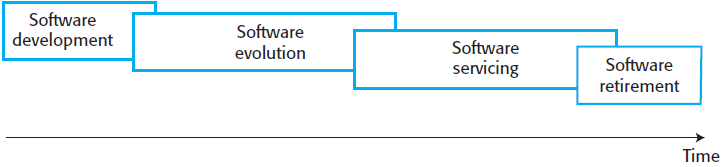 Software
development
Software
evolution
Software
servicing
Software
retirement
Time